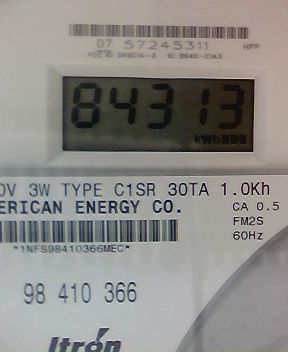 07 57245311 HPP
84313
kWh
0V 3W TYPE C1SR 30TA 1.0Kh
ERICAN ENERGY CO. CA 0.5
FM2S
60Hz
*1NFS98410366MEC*
98 410 366
Itron